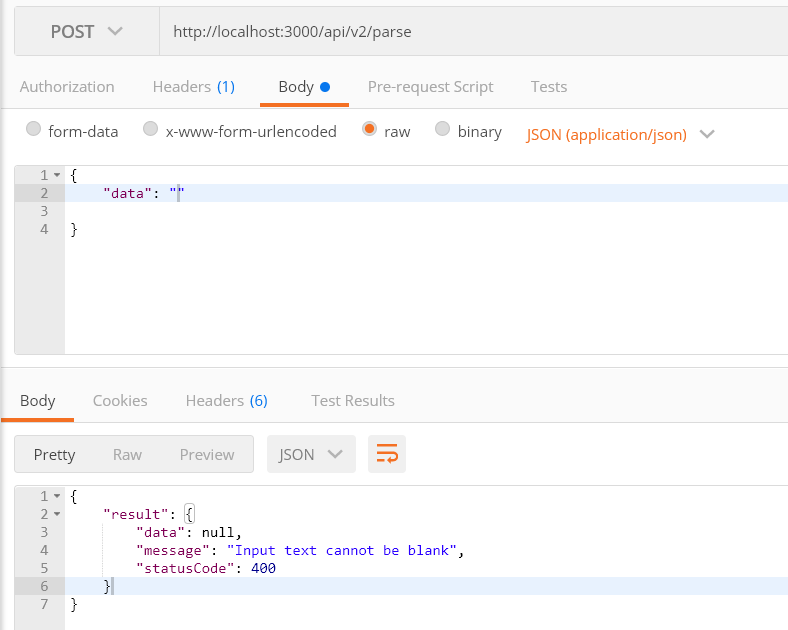 POST http://localhost:3000/api/v2/parse
Authorization Headers (1) Body Pre-request Script Tests
form-data x-www-form-urlencoded raw binary JSON (application/json)
1 {
2 "data": ""
3
4 }
Body Cookies Headers (6) Test Results
Pretty Raw Preview JSON
1 {
2 "result": {
3 "data": null,
4 "message": "Input text cannot be blank",
5 "statusCode": 400
6 }
7 }